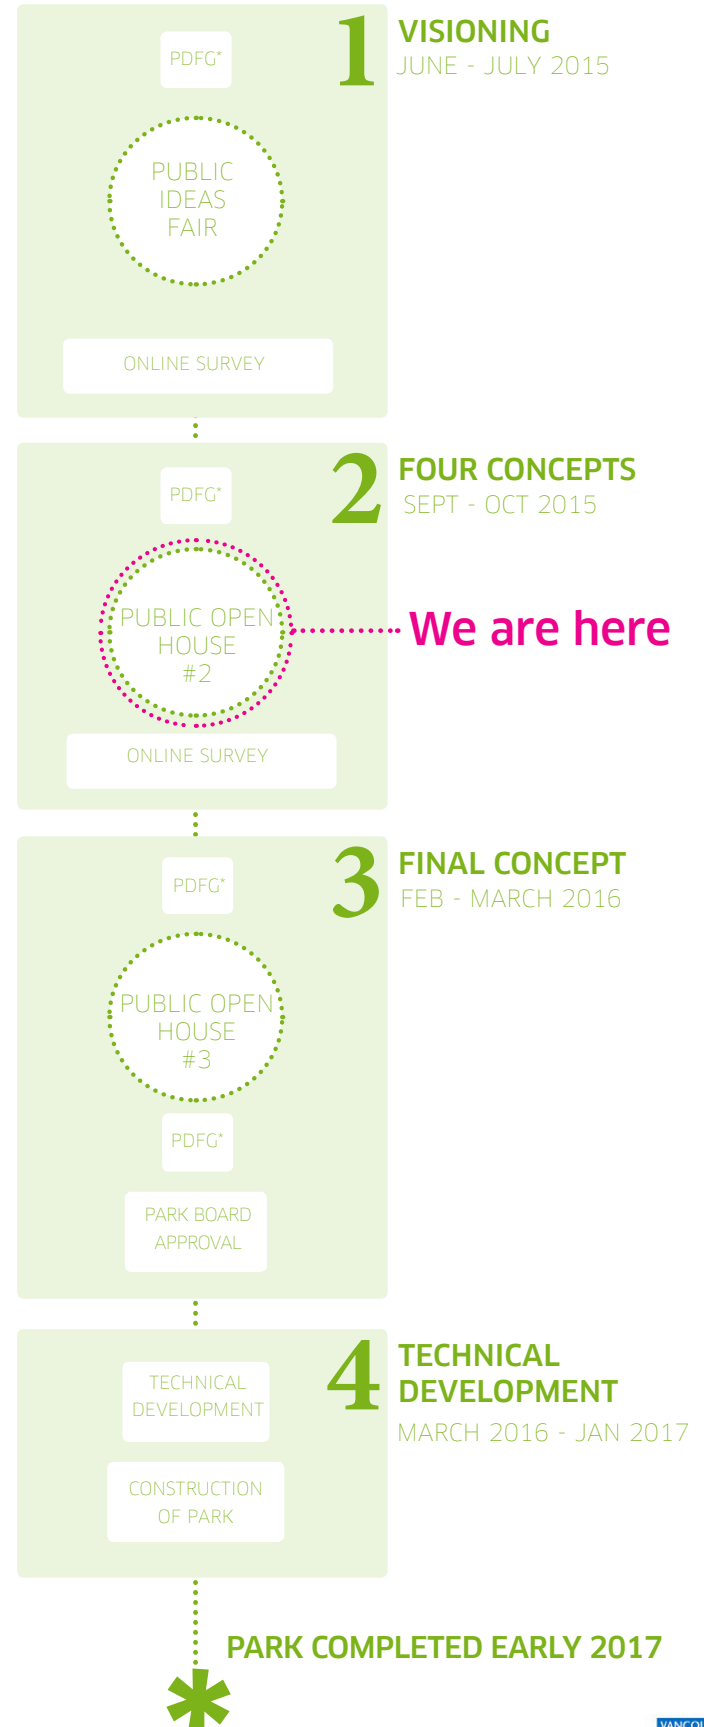 1
VISIONING
JUNE - JULY 2015
PDFG*
PUBLIC
IDEAS
FAIR
ONLINE SURVEY
2
FOUR CONCEPTS
SEPT - OCT 2015
PDFG*
PUBLIC OPEN
HOUSE
#2
We are here
ONLINE SURVEY
3
FINAL CONCEPT
FEB - MARCH 2016
PDFG*
PUBLIC OPEN
HOUSE
#3
PDFG*
PARK BOARD
APPROVAL
4
TECHNICAL
DEVELOPMENT
MARCH 2016 - JAN 2017
TECHNICAL
DEVELOPMENT
CONSTRUCTION
OF PARK
PARK COMPLETED EARLY 2017
*